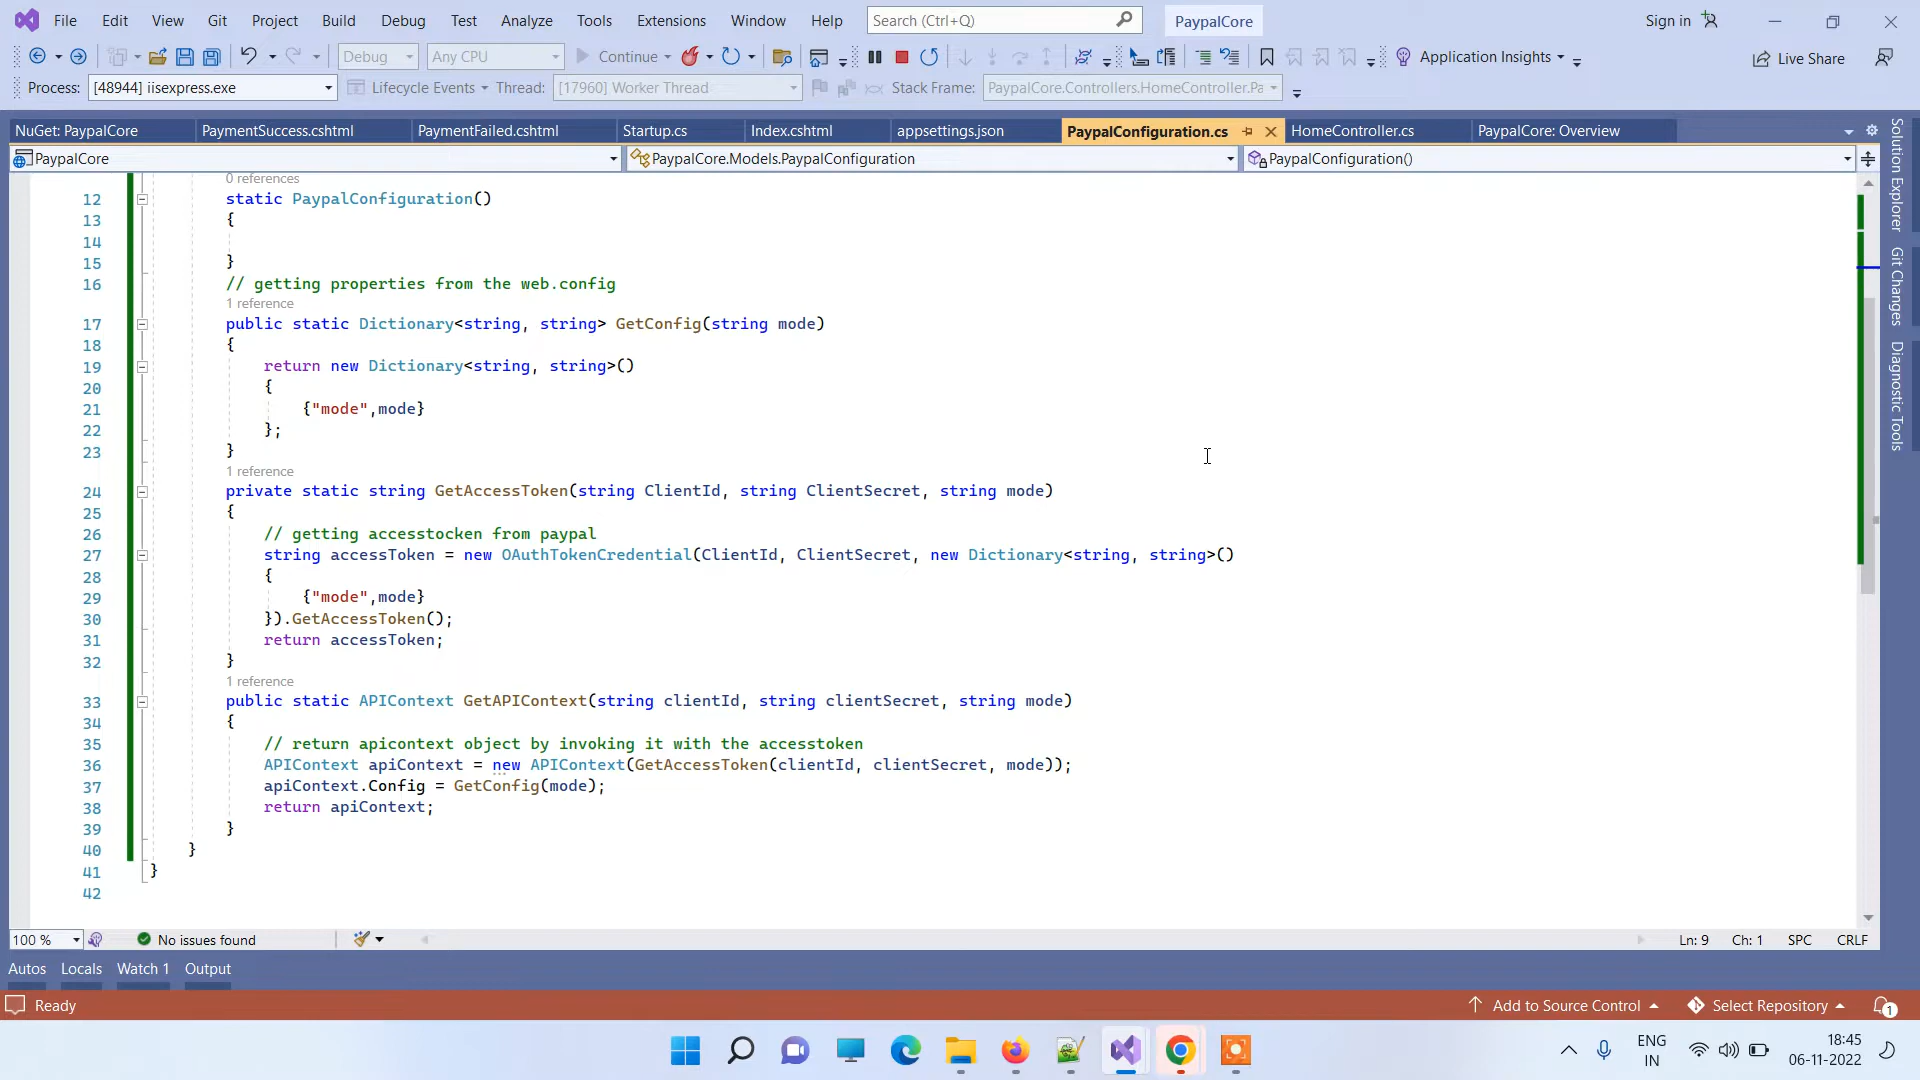 File Edit View Git Project Build Debug Test Analyze Tools Extensions Window Help Search (Ctrl+Q) PaypalCore Sign in
Debug Any CPU Continue Application Insights Live Share
Process: [48944] iisexpress.exe Lifecycle Events Thread: [17960] Worker Thread Stack Frame: PaypalCore.Controllers.HomeController.Pa
NuGet: PaypalCore PaymentSuccess.cshtml PaymentFailed.cshtml Startup.cs Index.cshtml appsettings.json PaypalConfiguration.cs HomeController.cs PaypalCore: Overview
PaypalCore PaypalCore.Models.PaypalConfiguration PaypalConfiguration()
0 references
12 static PaypalConfiguration()
13 {
14
15 }
16 // getting properties from the web.config
1 reference
17 public static Dictionary<string, string> GetConfig(string mode)
18 {
19 return new Dictionary<string, string>()
20 {
21 {"mode",mode}
22 };
23 }
1 reference
24 private static string GetAccessToken(string ClientId, string ClientSecret, string mode)
25 {
26 // getting accesstocken from paypal
27 string accessToken = new OAuthTokenCredential(ClientId, ClientSecret, new Dictionary<string, string>()
28 {
29 {"mode",mode}
30 }).GetAccessToken();
31 return accessToken;
32 }
1 reference
33 public static APIContext GetAPIContext(string clientId, string clientSecret, string mode)
34 {
35 // return apicontext object by invoking it with the accesstoken
36 APIContext apiContext = new APIContext(GetAccessToken(clientId, clientSecret, mode));
37 apiContext.Config = GetConfig(mode);
38 return apiContext;
39 }
40 }
41 }
42
Solution Explorer
Git Changes
Diagnostic Tools
100 % No issues found Ln: 9 Ch: 1 SPC CRLF
Autos Locals Watch 1 Output
Ready Add to Source Control Select Repository 1
ENG 18:45
IN 06-11-2022